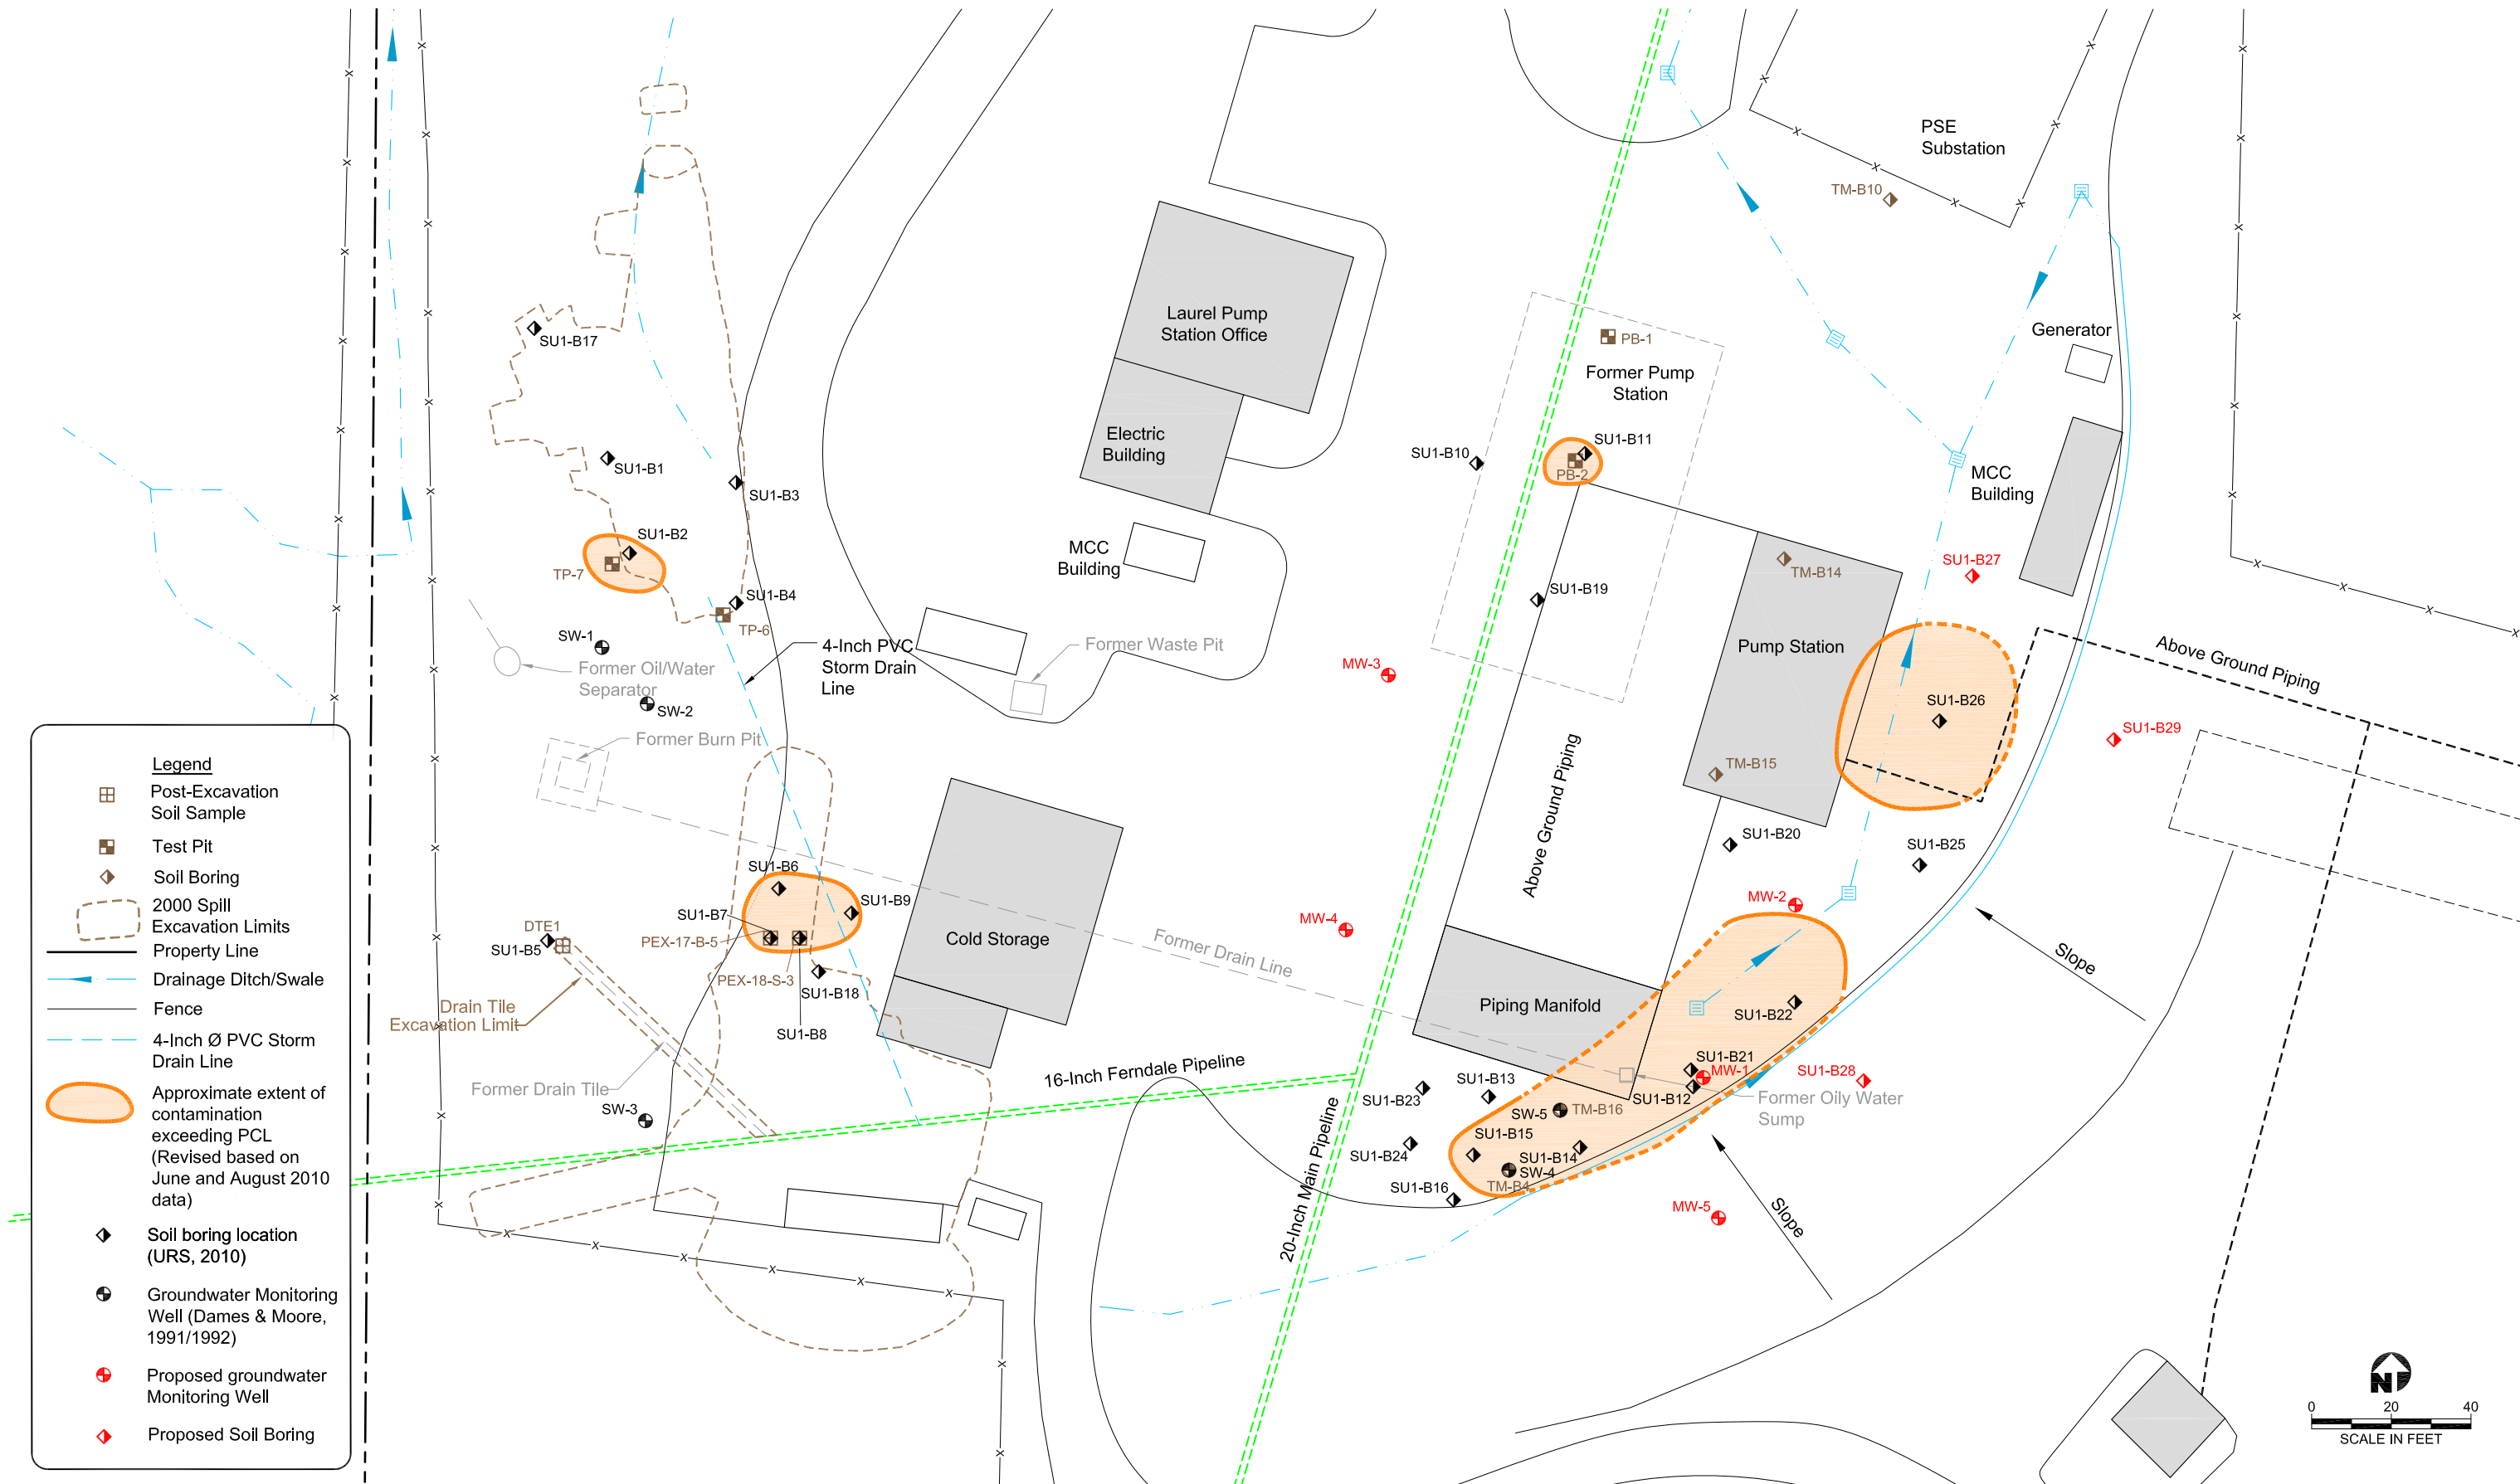 PSE
Substation
TM-B10
Laurel Pump
Station Office
Generator
SU1-B17
PB-1
Former Pump
Station
Electric
Building
SU1-B11
SU1-B10
PB-2
SU1-B1
MCC
Building
SU1-B3
SU1-B2
MCC
Building
TP-7
TM-B14
SU1-B27
SU1-B19
SU1-B4
TP-6
SW-1
4-Inch PVC
Storm Drain
Line
Former Waste Pit
Pump Station
Above Ground Piping
MW-3
Former Oil/Water
Separator
SW-2
SU1-B26
SU1-B29
Former Burn Pit
TM-B15
Above Ground Piping
SU1-B20
SU1-B25
SU1-B6
SU1-B9
MW-2
SU1-B7
MW-4
DTE1
SU1-B5
PEX-17-B-5
Cold Storage
Former Drain Line
Slope
PEX-18-S-3
SU1-B18
Drain Tile
Excavation Limit
SU1-B8
Piping Manifold
SU1-B22
SU1-B21
MW-1
SU1-B28
16-Inch Ferndale Pipeline
Former Drain Tile
SU1-B13
SU1-B23
SU1-B12
Former Oily Water
Sump
SW-3
SW-5
TM-B16
SU1-B15
SU1-B24
SU1-B14
SW-4
TM-B4
SU1-B16
20-Inch Main Pipeline
MW-5
Slope
Legend
Post-Excavation
Soil Sample
Test Pit
Soil Boring
2000 Spill
Excavation Limits
Property Line
Drainage Ditch/Swale
Fence
4-Inch Ø PVC Storm
Drain Line
Approximate extent of
contamination
exceeding PCL
(Revised based on
June and August 2010
data)
Soil boring location
(URS, 2010)
Groundwater Monitoring
Well (Dames & Moore,
1991/1992)
Proposed groundwater
Monitoring Well
Proposed Soil Boring
N
0 20 40
SCALE IN FEET